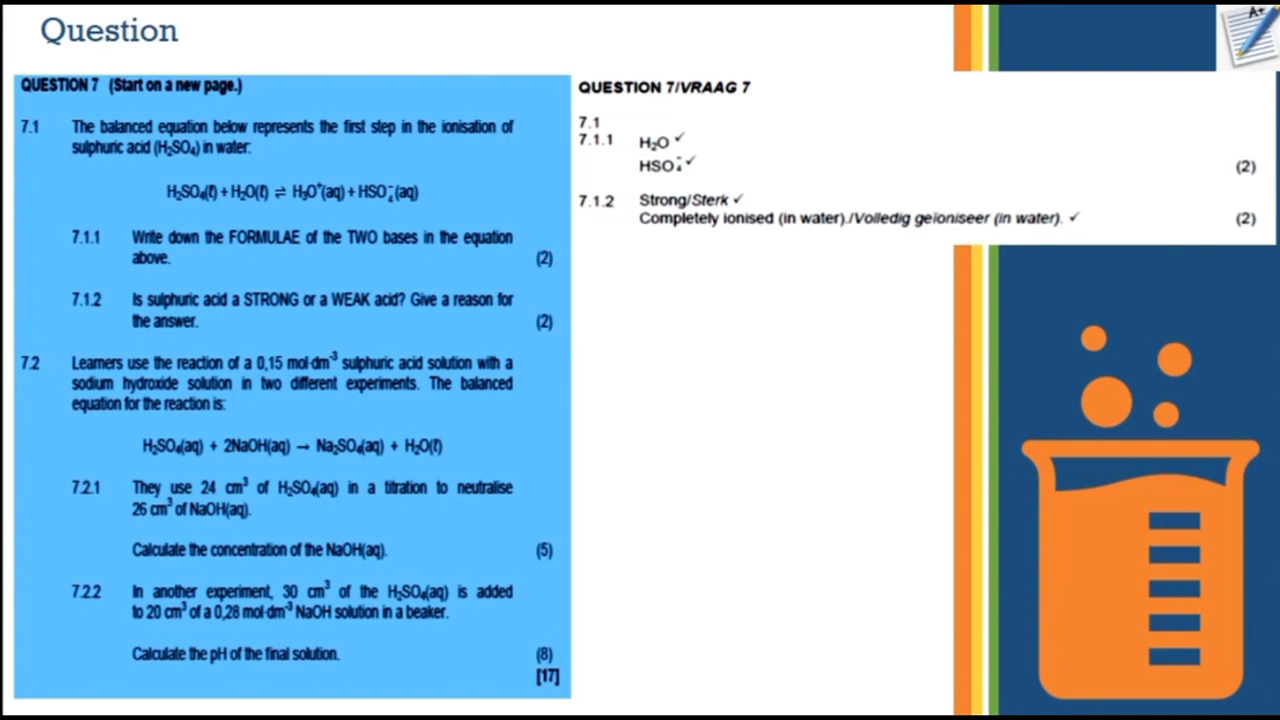 Question
A+
QUESTION 7 (Start on a new page.)
7.1 The balanced equation below represents the first step in the ionisation of
sulphuric acid (H₂SO₄) in water:
H₂SO₄(ℓ) + H₂O(ℓ) ⇌ H₃O⁺(aq) + HSO₄⁻(aq)
7.1.1 Write down the FORMULAE of the TWO bases in the equation
above. (2)
7.1.2 Is sulphuric acid a STRONG or a WEAK acid? Give a reason for
the answer. (2)
7.2 Learners use the reaction of a 0,15 mol·dm⁻³ sulphuric acid solution with a
sodium hydroxide solution in two different experiments. The balanced
equation for the reaction is:
H₂SO₄(aq) + 2NaOH(aq) → Na₂SO₄(aq) + H₂O(ℓ)
7.2.1 They use 24 cm³ of H₂SO₄(aq) in a titration to neutralise
26 cm³ of NaOH(aq).
Calculate the concentration of the NaOH(aq). (5)
7.2.2 In another experiment, 30 cm³ of the H₂SO₄(aq) is added
to 20 cm³ of a 0,28 mol·dm⁻³ NaOH solution in a beaker.
Calculate the pH of the final solution. (8)
[17]
QUESTION 7/VRAAG 7
7.1
7.1.1 H₂O ✓
HSO₄⁻ ✓ (2)
7.1.2 Strong/Sterk ✓
Completely ionised (in water)./Volledig geïoniseer (in water). ✓ (2)